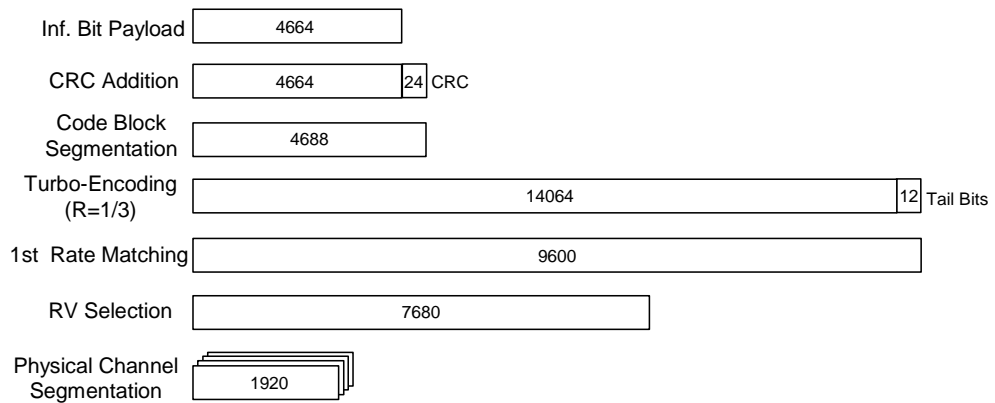 Inf. Bit Payload 4664
CRC Addition 4664 24 CRC
Code Block
Segmentation 4688
Turbo-Encoding
(R=1/3) 14064 12 Tail Bits
1st Rate Matching 9600
RV Selection 7680
Physical Channel
Segmentation 1920